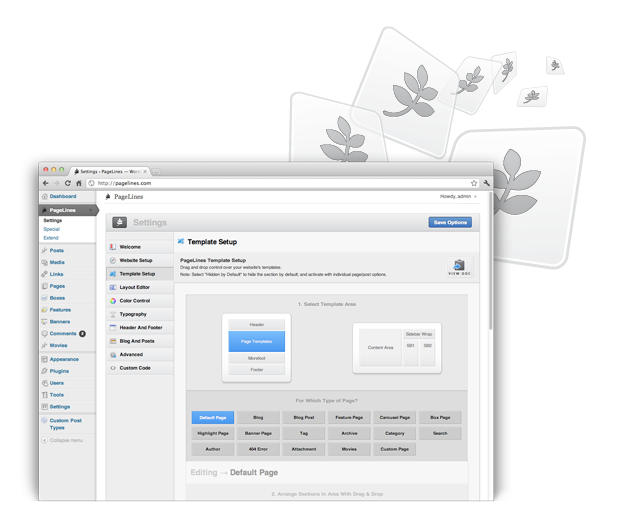 Settings ‹ PageLines — Wor
http://pagelines.com
Dashboard
PageLines
Howdy, admin
PageLines
Settings
Special
Extend
Posts
Media
Links
Pages
Boxes
Features
Banners
Comments
Movies
Appearance
Plugins
Users
Tools
Settings
Custom Post
Types
Collapse menu
Settings
Save Options
Welcome
Website Setup
Template Setup
Layout Editor
Color Control
Typography
Header And Footer
Blog And Posts
Advanced
Custom Code
Template Setup
PageLines Template Setup
Drag and drop control over your website's templates.
Note: Select "Hidden by Default" to hide the section by default, and activate with individual page/post options.
VIEW DOC
1. Select Template Area
Header
Page Templates
Morefoot
Footer
Content Area
Sidebar Wrap
SB1 SB2
For Which Type of Page?
Default Page Blog Blog Post Feature Page Carousel Page Box Page
Highlight Page Banner Page Tag Archive Category Search
Author 404 Error Attachment Movies Custom Page
Editing → Default Page
2. Arrange Sections In Area With Drag & Drop